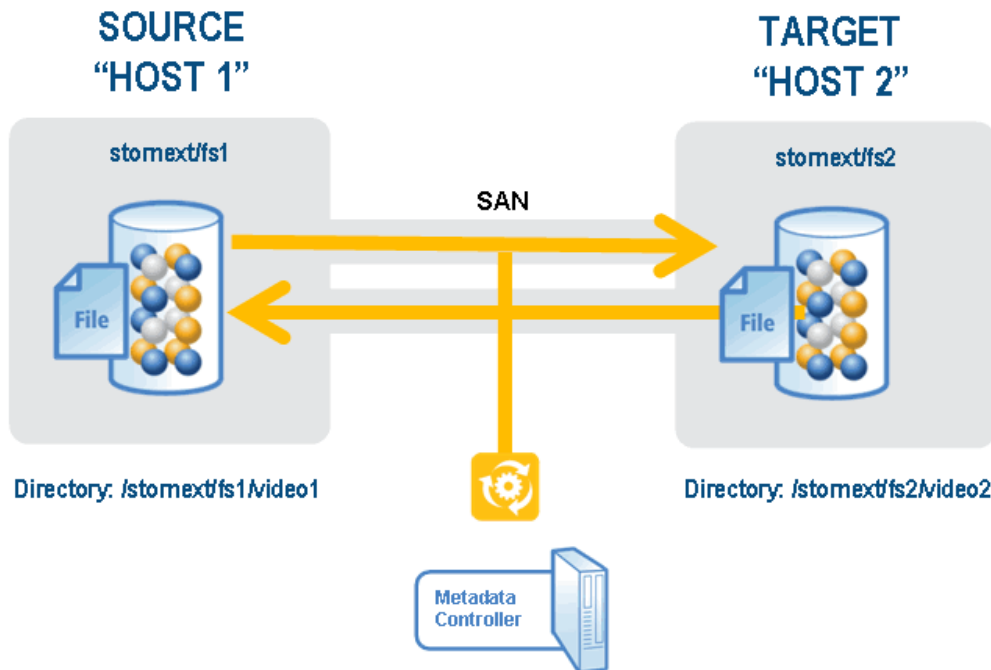 SOURCE
“HOST 1”
TARGET
“HOST 2”
stornext/fs1
stornext/fs2
SAN
File
File
Directory: /stornext/fs1/video1
Directory: /stornext/fs2/video2
Metadata
Controller